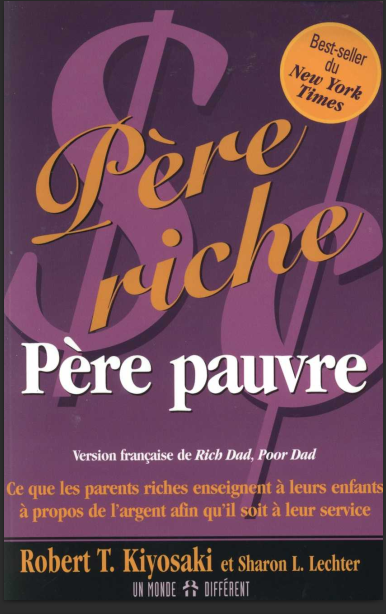 Best-seller
du
New York
Times
Père
riche
Père pauvre
Version française de Rich Dad, Poor Dad
Ce que les parents riches enseignent à leurs enfants
à propos de l'argent afin qu'il soit à leur service
Robert T. Kiyosaki et Sharon L. Lechter
UN MONDE DIFFÉRENT